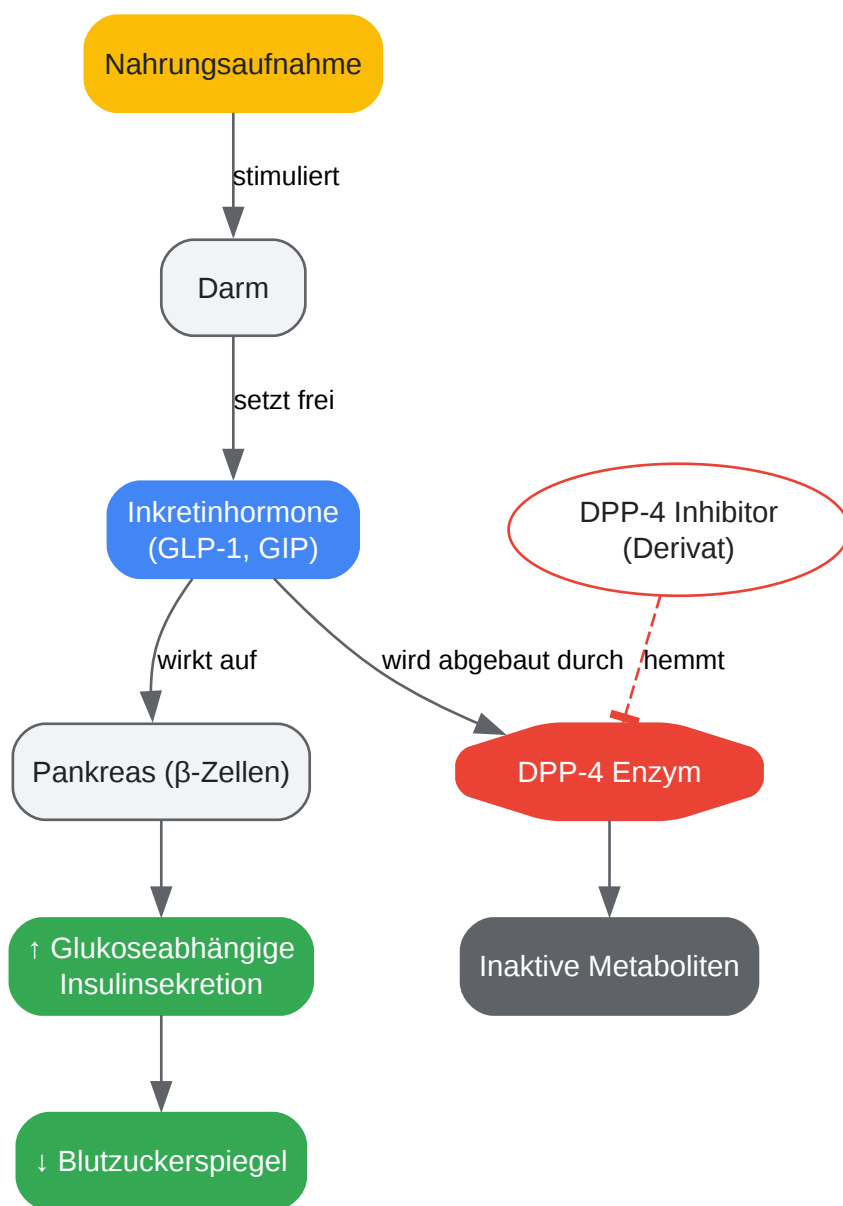 Nahrungsaufnahme
stimuliert
Darm
setzt frei
Inkretinhormone
(GLP-1, GIP)
DPP-4 Inhibitor
(Derivat)
wirkt auf
wird abgebaut durch
hemmt
Pankreas (β-Zellen)
DPP-4 Enzym
↑ Glukoseabhängige
Insulinsekretion
Inaktive Metaboliten
↓ Blutzuckerspiegel